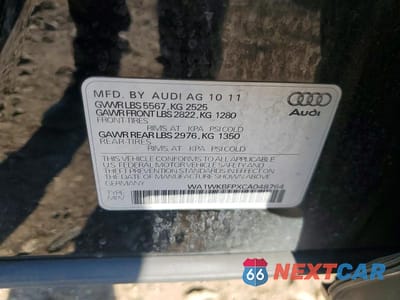 MFD. BY AUDI AG 10 11
GVWR LBS 5567, KG 2525
GAWR FRONT LBS 2822, KG 1280
FRONT-TIRES
RIMS AT KPA PSI COLD
GAWR REAR LBS 2976, KG 1350
REAR-TIRES
RIMS AT KPA PSI COLD
THIS VEHICLE CONFORMS TO ALL APPLICABLE
U.S. FEDERAL MOTOR VEHICLE SAFETY AND
IN EFFECT ON THE DATE OF MANUFACTURE SHOWN ABOVE.
GERMANY WA1WKBFPXCA048764
TYPE:
MPV
Audi
66 NEXTCAR